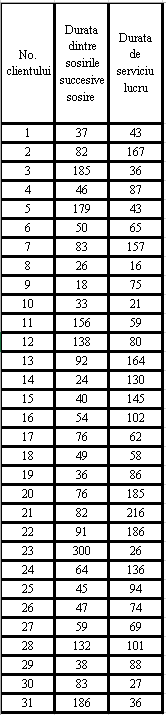 No. clientului | Durata dintre sosirile succesive sosire | Durata de serviciu lucru
1 37 43
2 82 167
3 185 36
4 46 87
5 179 43
6 50 65
7 83 157
8 26 16
9 18 75
10 33 21
11 156 59
12 138 80
13 92 164
14 24 130
15 40 145
16 54 102
17 76 62
18 49 58
19 36 86
20 76 185
21 82 216
22 91 186
23 300 26
24 64 136
25 45 94
26 47 74
27 59 69
28 132 101
29 38 88
30 83 27
31 186 36